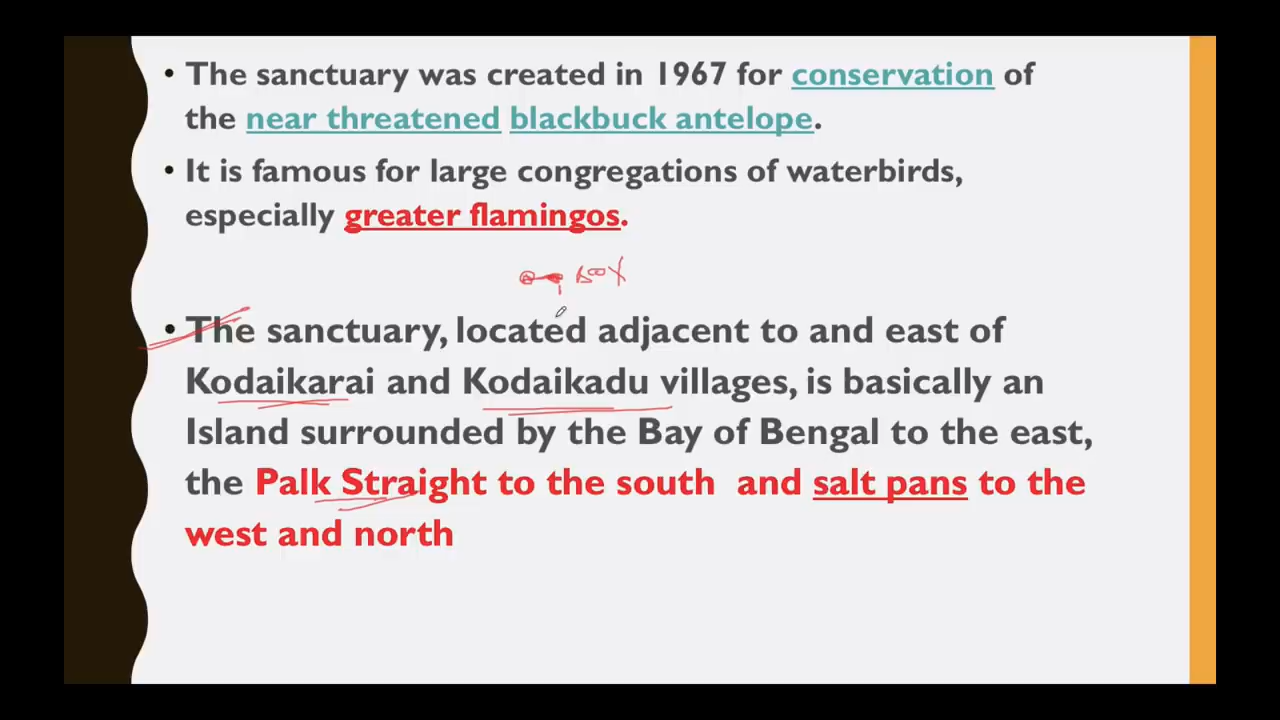 • The sanctuary was created in 1967 for conservation of
the near threatened blackbuck antelope.
• It is famous for large congregations of waterbirds,
especially greater flamingos.
• The sanctuary, located adjacent to and east of
Kodaikarai and Kodaikadu villages, is basically an
Island surrounded by the Bay of Bengal to the east,
the Palk Straight to the south and salt pans to the
west and north